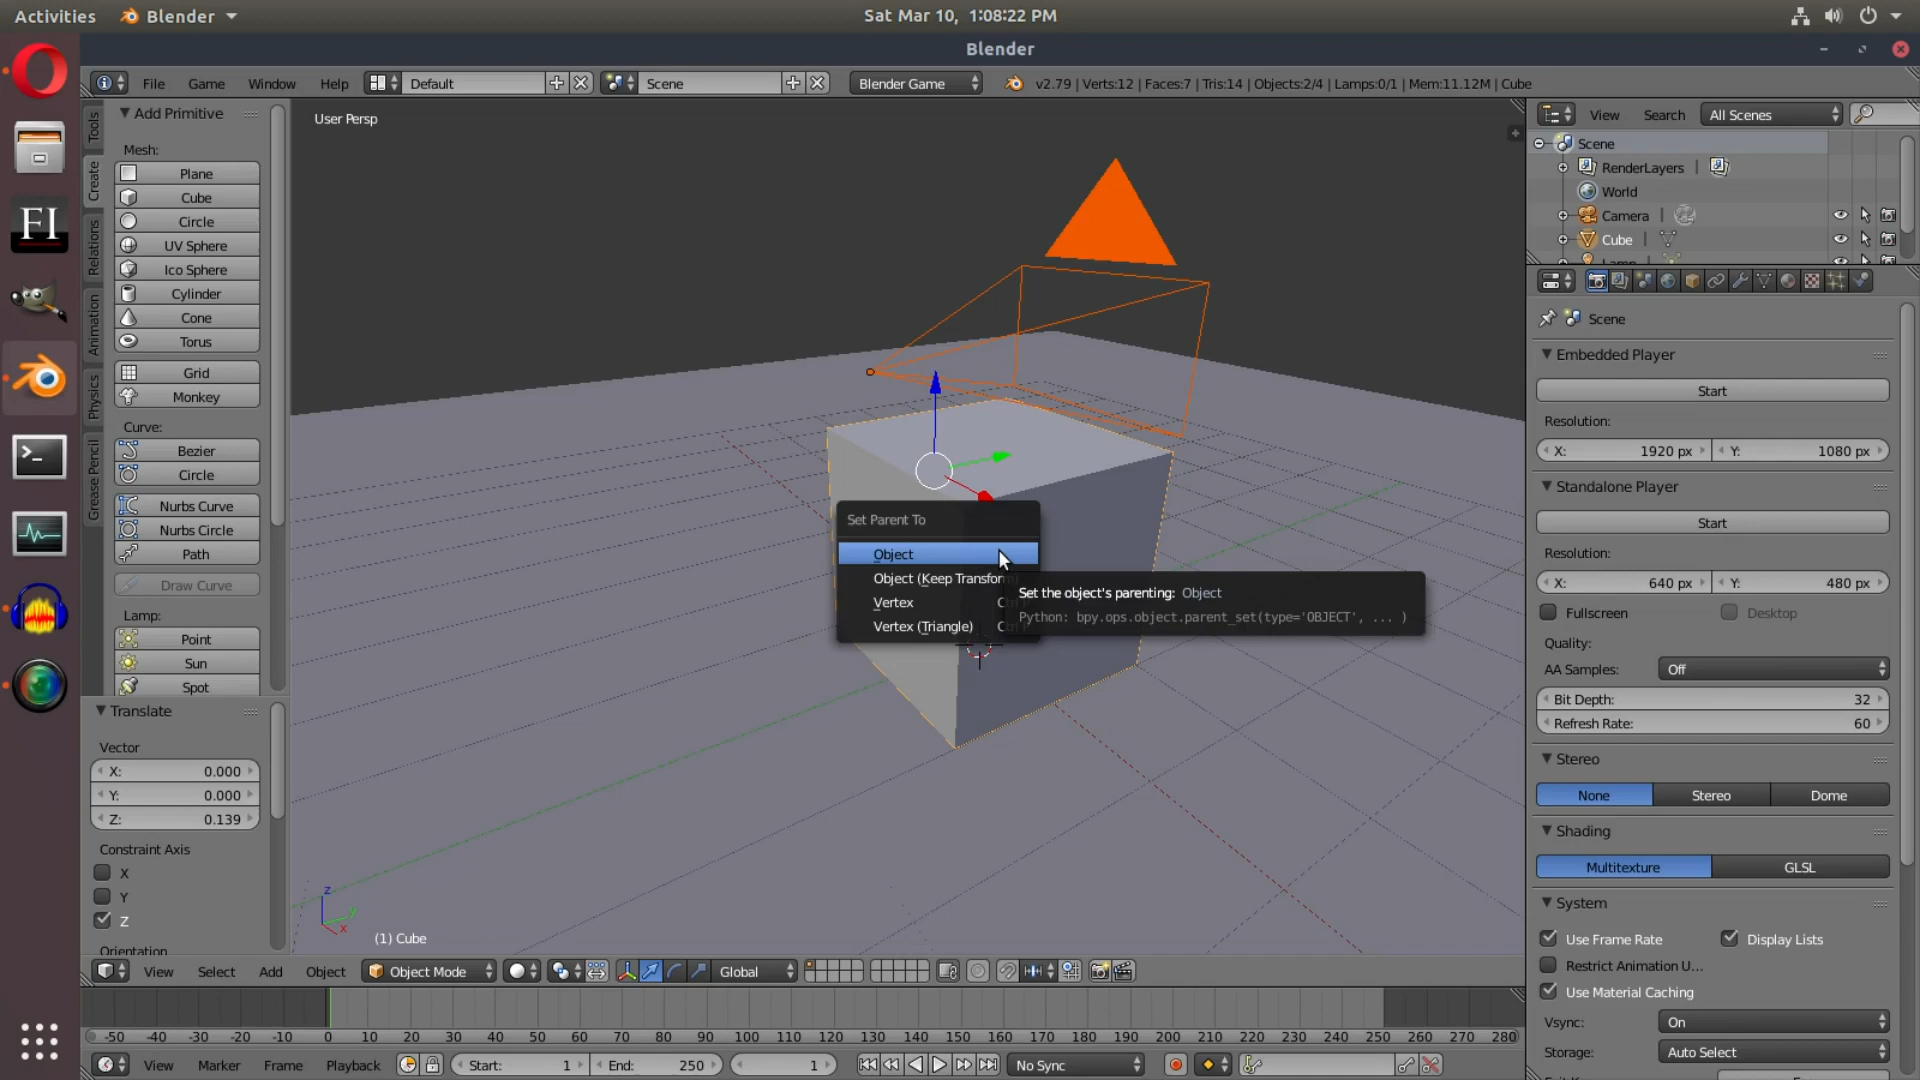 Activities Blender Sat Mar 10, 1:08:22 PM
Blender
File Game Window Help Default Scene Blender Game v2.79 | Verts:12 | Faces:7 | Tris:14 | Objects:2/4 | Lamps:0/1 | Mem:11.12M | Cube
Tools
Create
Relations
Animation
Physics
Grease Pencil
Add Primitive
Mesh:
Plane
Cube
Circle
UV Sphere
Ico Sphere
Cylinder
Cone
Torus
Grid
Monkey
Curve:
Bezier
Circle
Nurbs Curve
Nurbs Circle
Path
Draw Curve
Lamp:
Point
Sun
Spot
Translate
Vector
X: 0.000
Y: 0.000
Z: 0.139
Constraint Axis
X
Y
Z
Orientation
FI
User Persp
Set Parent To
Object
Object (Keep Transform
Vertex
Vertex (Triangle)
Set the object's parenting: Object
Python: bpy.ops.object.parent_set(type='OBJECT', ... )
z
y
x
(1) Cube
View Select Add Object Object Mode Global
-50 -40 -30 -20 -10 0 10 20 30 40 50 60 70 80 90 100 110 120 130 140 150 160 170 180 190 200 210 220 230 240 250 260 270 280
View Marker Frame Playback Start: 1 End: 250 1 No Sync
View Search All Scenes
Scene
RenderLayers |
World
Camera |
Cube |
Scene
Embedded Player
Start
Resolution:
X: 1920 px Y: 1080 px
Standalone Player
Start
Resolution:
X: 640 px Y: 480 px
Fullscreen Desktop
Quality:
AA Samples: Off
Bit Depth: 32
Refresh Rate: 60
Stereo
None Stereo Dome
Shading
Multitexture GLSL
System
Use Frame Rate Display Lists
Restrict Animation U...
Use Material Caching
Vsync: On
Storage: Auto Select